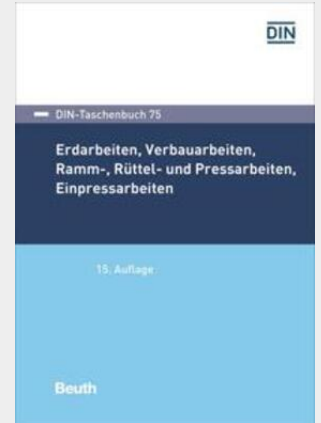 DIN
DIN-Taschenbuch 75
Erdarbeiten, Verbauarbeiten,
Ramm-, Rüttel- und Pressarbeiten,
Einpressarbeiten
15. Auflage
Beuth